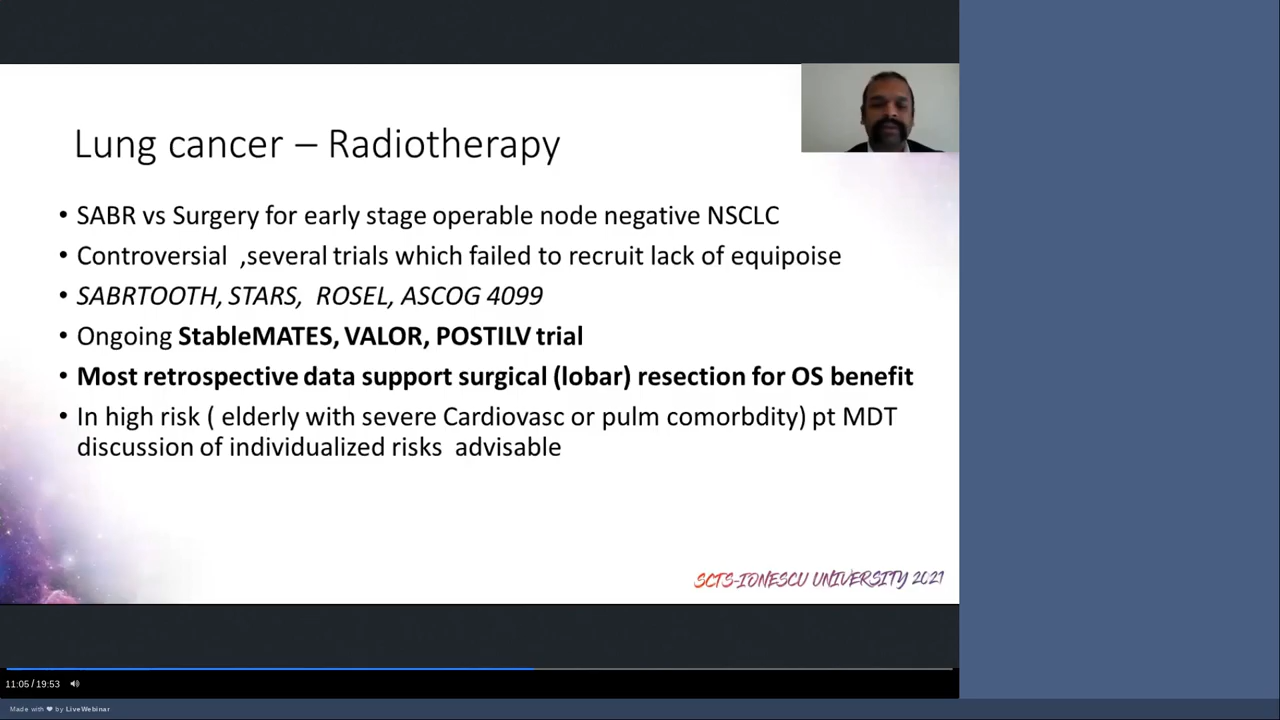 Lung cancer – Radiotherapy
• SABR vs Surgery for early stage operable node negative NSCLC
• Controversial ,several trials which failed to recruit lack of equipoise
• SABRTOOTH, STARS, ROSEL, ASCOG 4099
• Ongoing StableMATES, VALOR, POSTILV trial
• Most retrospective data support surgical (lobar) resection for OS benefit
• In high risk ( elderly with severe Cardiovasc or pulm comorbdity) pt MDT
discussion of individualized risks advisable
SCTS-IONESCU UNIVERSITY 2021
11:05 / 19:53
Made with ❤ by LiveWebinar